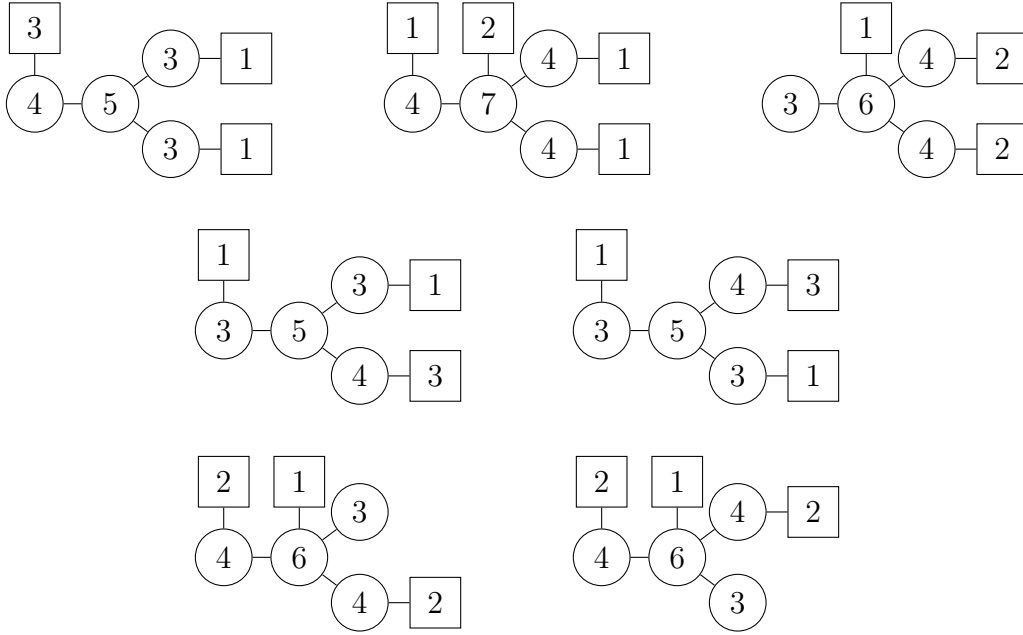 3 1 2 1
3 1 4 1 4 2
4 5 4 7 3 6
3 1 4 1 4 2
1 1
3 1 4 3
3 5 3 5
4 3 3 1
2 1 2 1
3 4 2
4 6 4 6
4 2 3